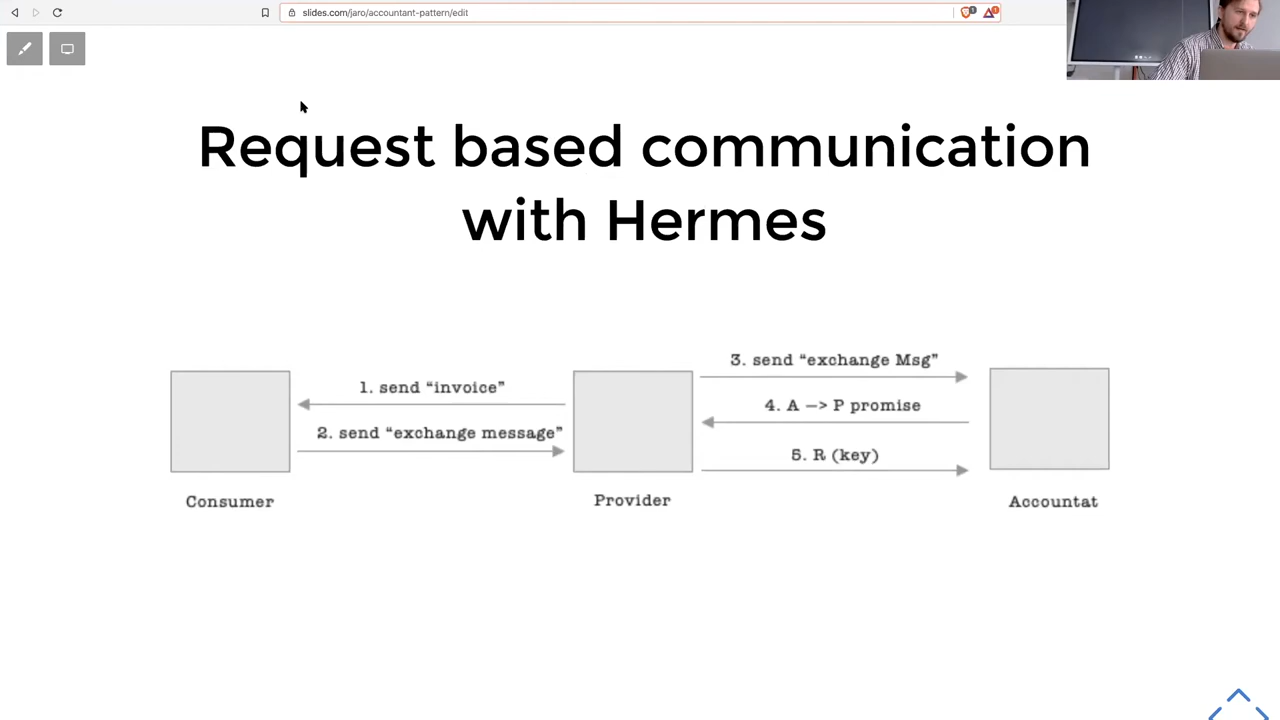 slides.com/jaro/accountant-pattern/edit
Request based communication
with Hermes
1. send “invoice”
2. send “exchange message”
3. send “exchange Msg”
4. A —> P promise
5. R (key)
Consumer
Provider
Accountat